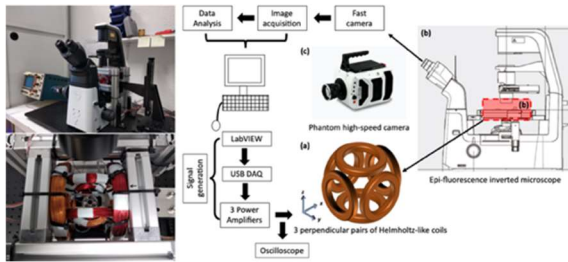 Data Analysis
Image acquisition
Fast camera
(b)
(c)
Phantom high-speed camera
(b)
Epi-fluorescence inverted microscope
LabVIEW
USB DAQ
3 Power Amplifiers
Signal generation
Oscilloscope
(a)
z
x
y
3 perpendicular pairs of Helmholtz-like coils